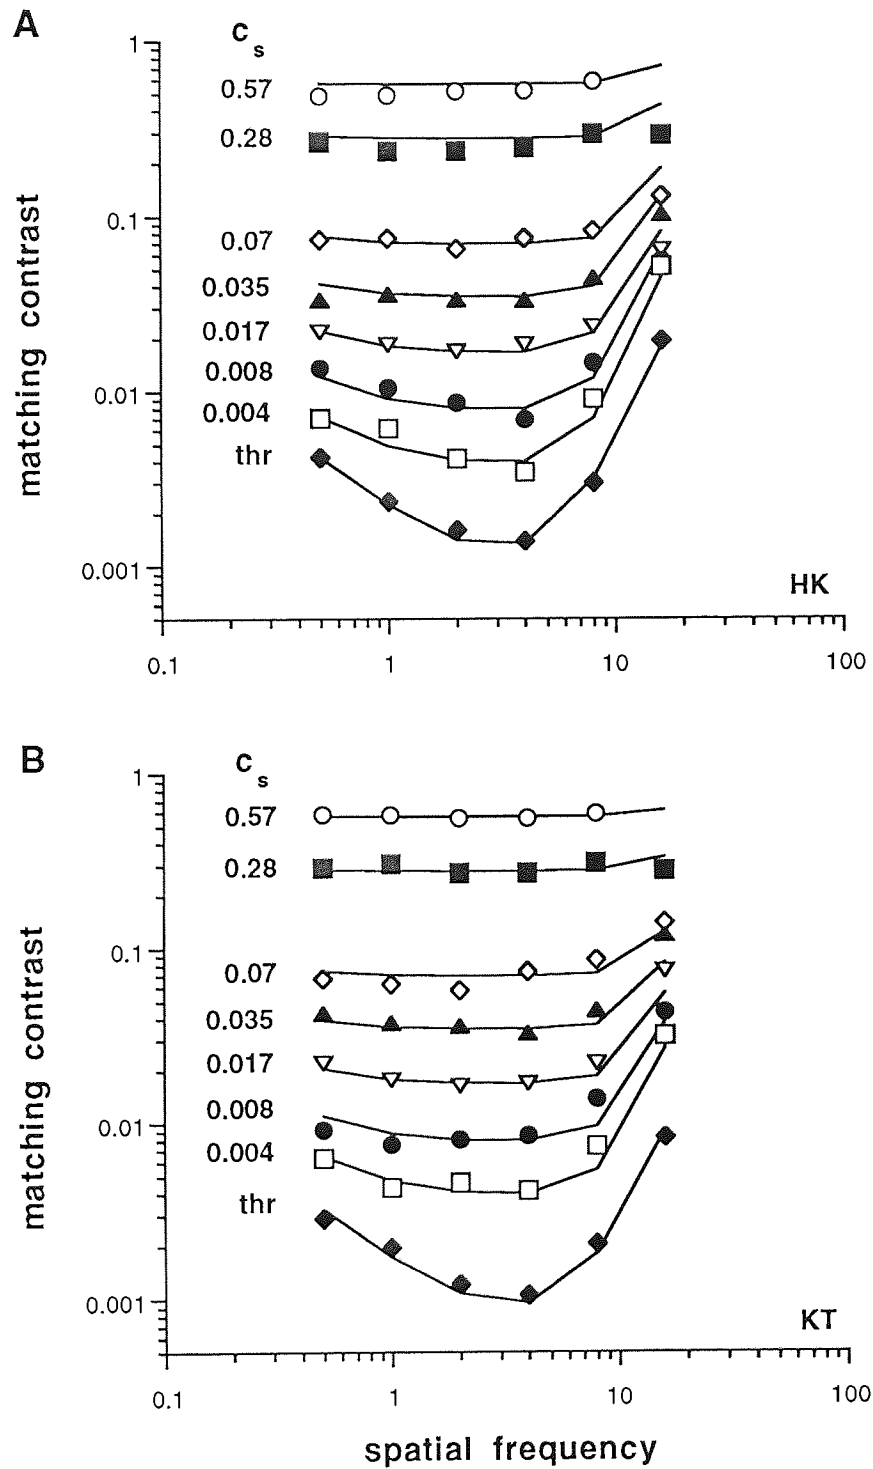 A
c s
1
0.57
0.28
0.1
0.07
0.035
0.017
0.008
0.01
0.004
thr
0.001
HK
0.1 1 10 100
matching contrast
B
c s
1
0.57
0.28
0.1
0.07
0.035
0.017
0.008
0.01
0.004
thr
0.001
KT
0.1 1 10 100
matching contrast
spatial frequency